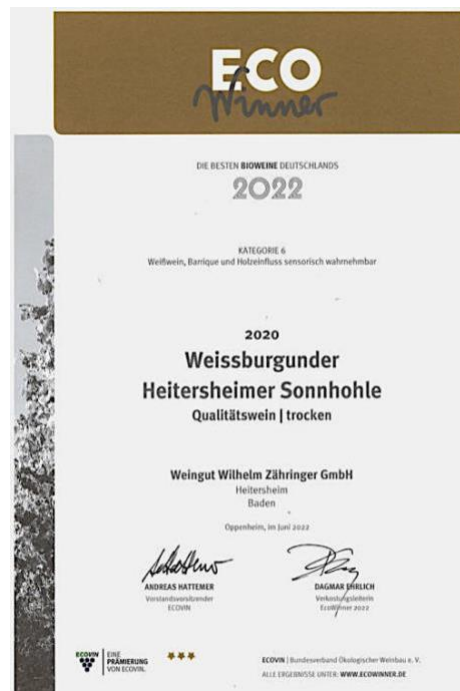 ECO
Winner
DIE BESTEN BIOWEINE DEUTSCHLANDS
2022
KATEGORIE 6
Weißwein, Barrique und Holzeinfluss sensorisch wahrnehmbar
2020
Weissburgunder
Heitersheimer Sonnhohle
Qualitätswein | trocken
Weingut Wilhelm Zähringer GmbH
Heitersheim
Baden
Oppenheim, im Juni 2022
ANDREAS HATTEMER
Vorstandsvorsitzender
ECOVIN
DAGMAR EHRLICH
Verkostungsleiterin
EcoWinner 2022
ECOVIN
EINE
PRÄMIERUNG
VON ECOVIN.
ECOVIN | Bundesverband Ökologischer Weinbau e. V.
ALLE ERGEBNISSE UNTER: WWW.ECOWINNER.DE